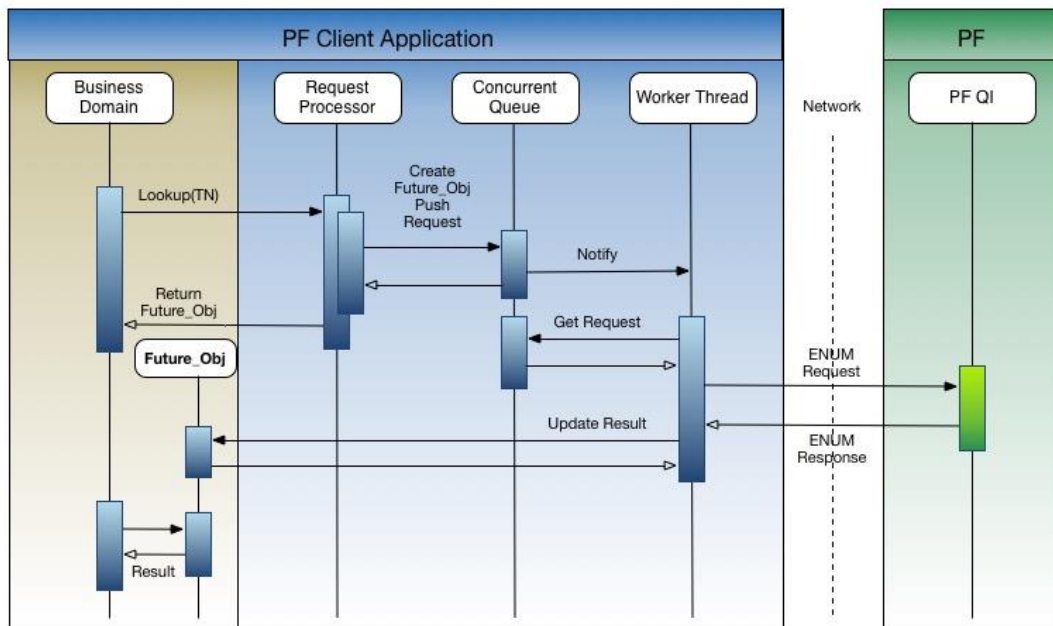 PF Client Application
PF
Business
Domain
Request
Processor
Concurrent
Queue
Worker Thread
Network
PF QI
Lookup(TN)
Create
Future_Obj
Push
Request
Notify
Return
Future_Obj
Get Request
Future_Obj
ENUM
Request
Update Result
ENUM
Response
Result